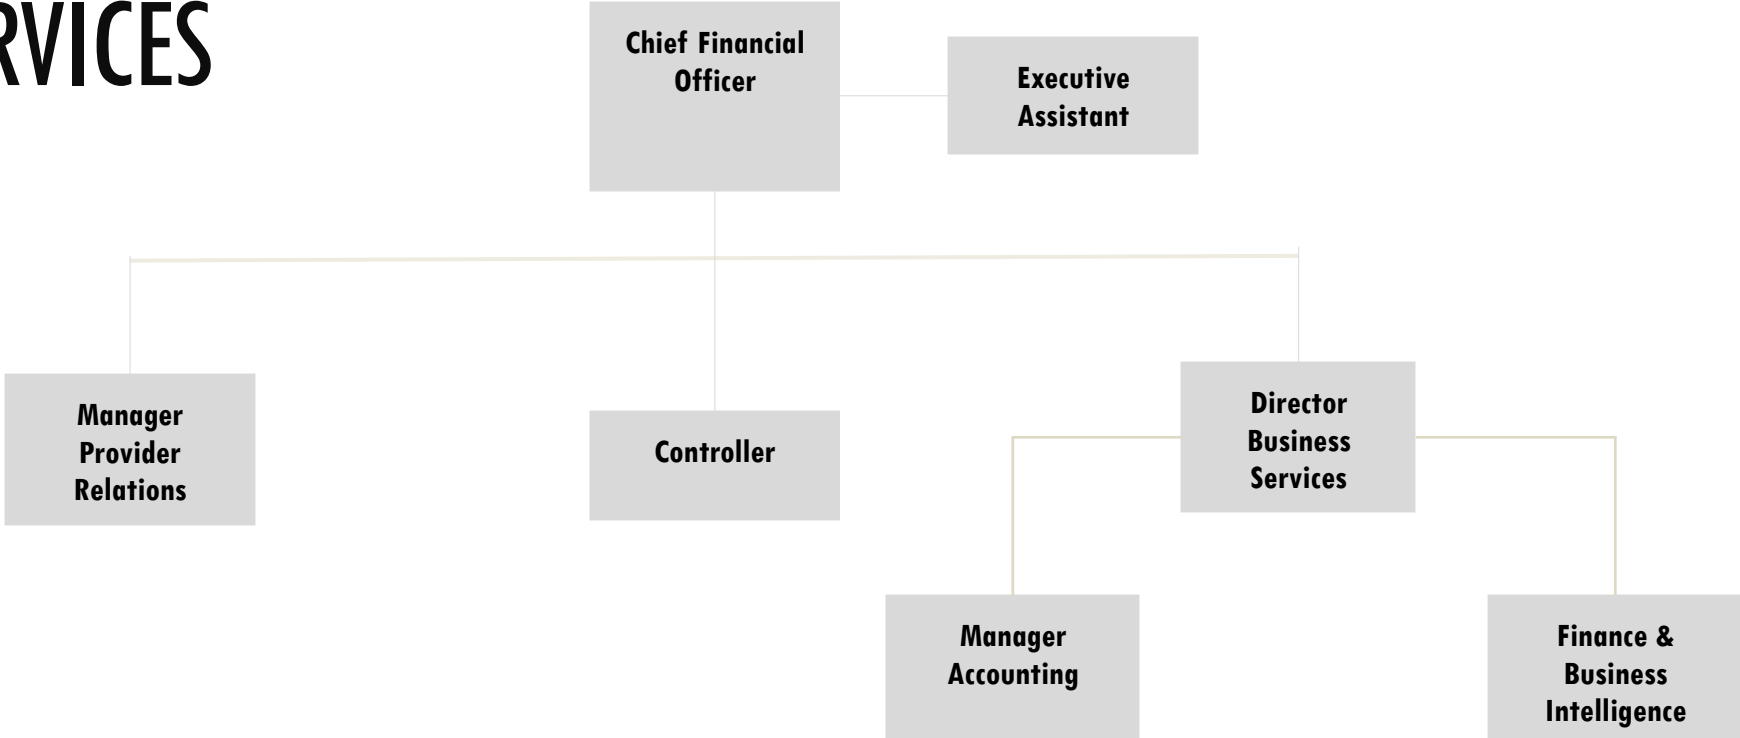 RVICES
Chief Financial
Officer
Executive
Assistant
Manager
Provider
Relations
Controller
Director
Business
Services
Manager
Accounting
Finance &
Business
Intelligence